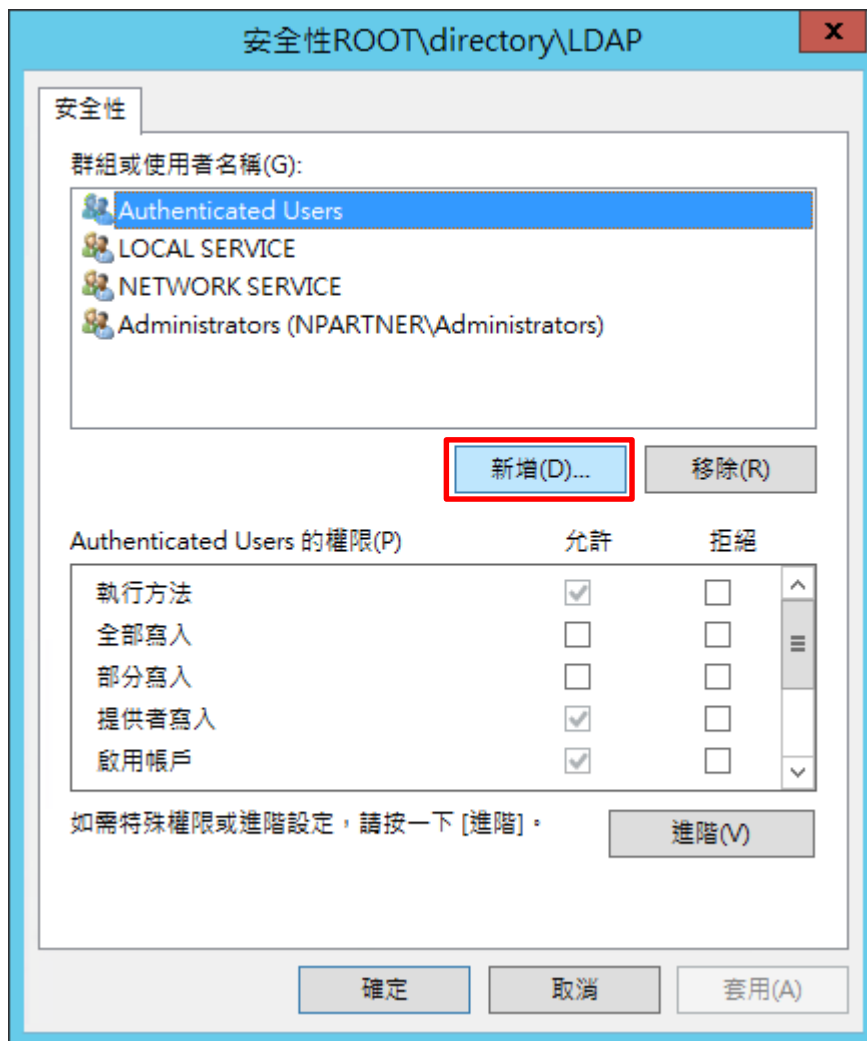 安全性ROOT\directory\LDAP
x
安全性
群組或使用者名稱(G):
Authenticated Users
LOCAL SERVICE
NETWORK SERVICE
Administrators (NPARTNER\Administrators)
新增(D)... 移除(R)
Authenticated Users 的權限(P) 允許 拒絕
執行方法
全部寫入
部分寫入
提供者寫入
啟用帳戶
如需特殊權限或進階設定，請按一下 [進階]。 進階(V)
確定 取消 套用(A)